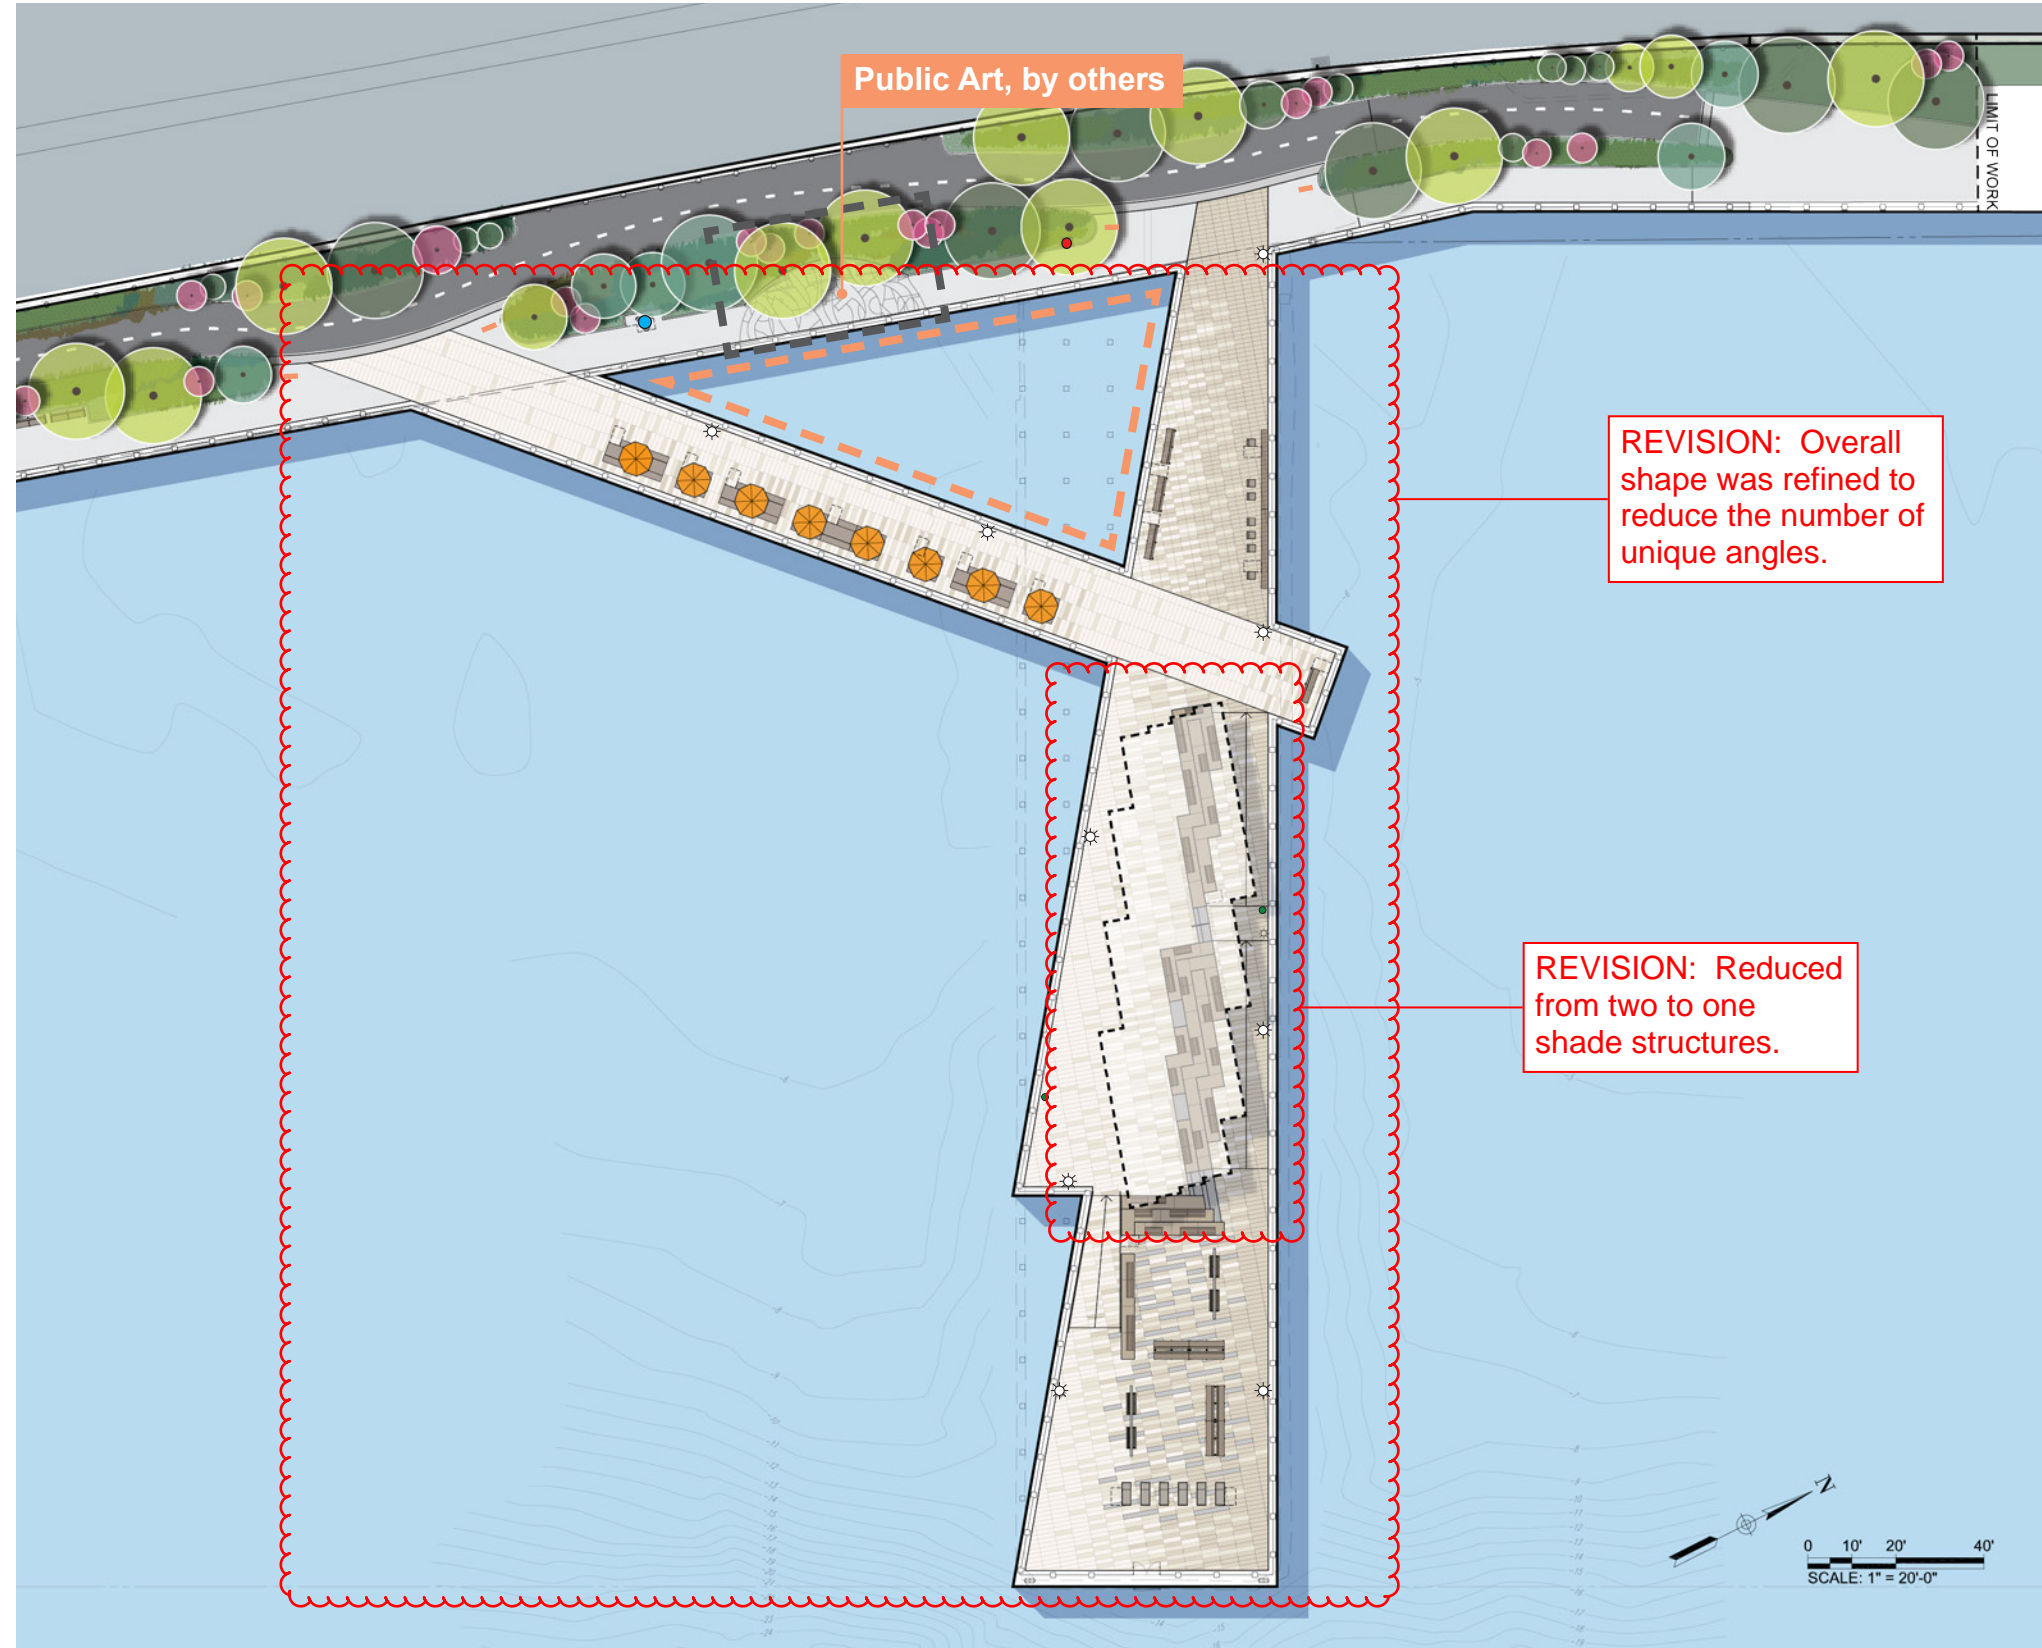 Public Art, by others
LIMIT OF WORK
REVISION: Overall
shape was refined to
reduce the number of
unique angles.
REVISION: Reduced
from two to one
shade structures.
N
0 10' 20' 40'
SCALE: 1" = 20'-0"